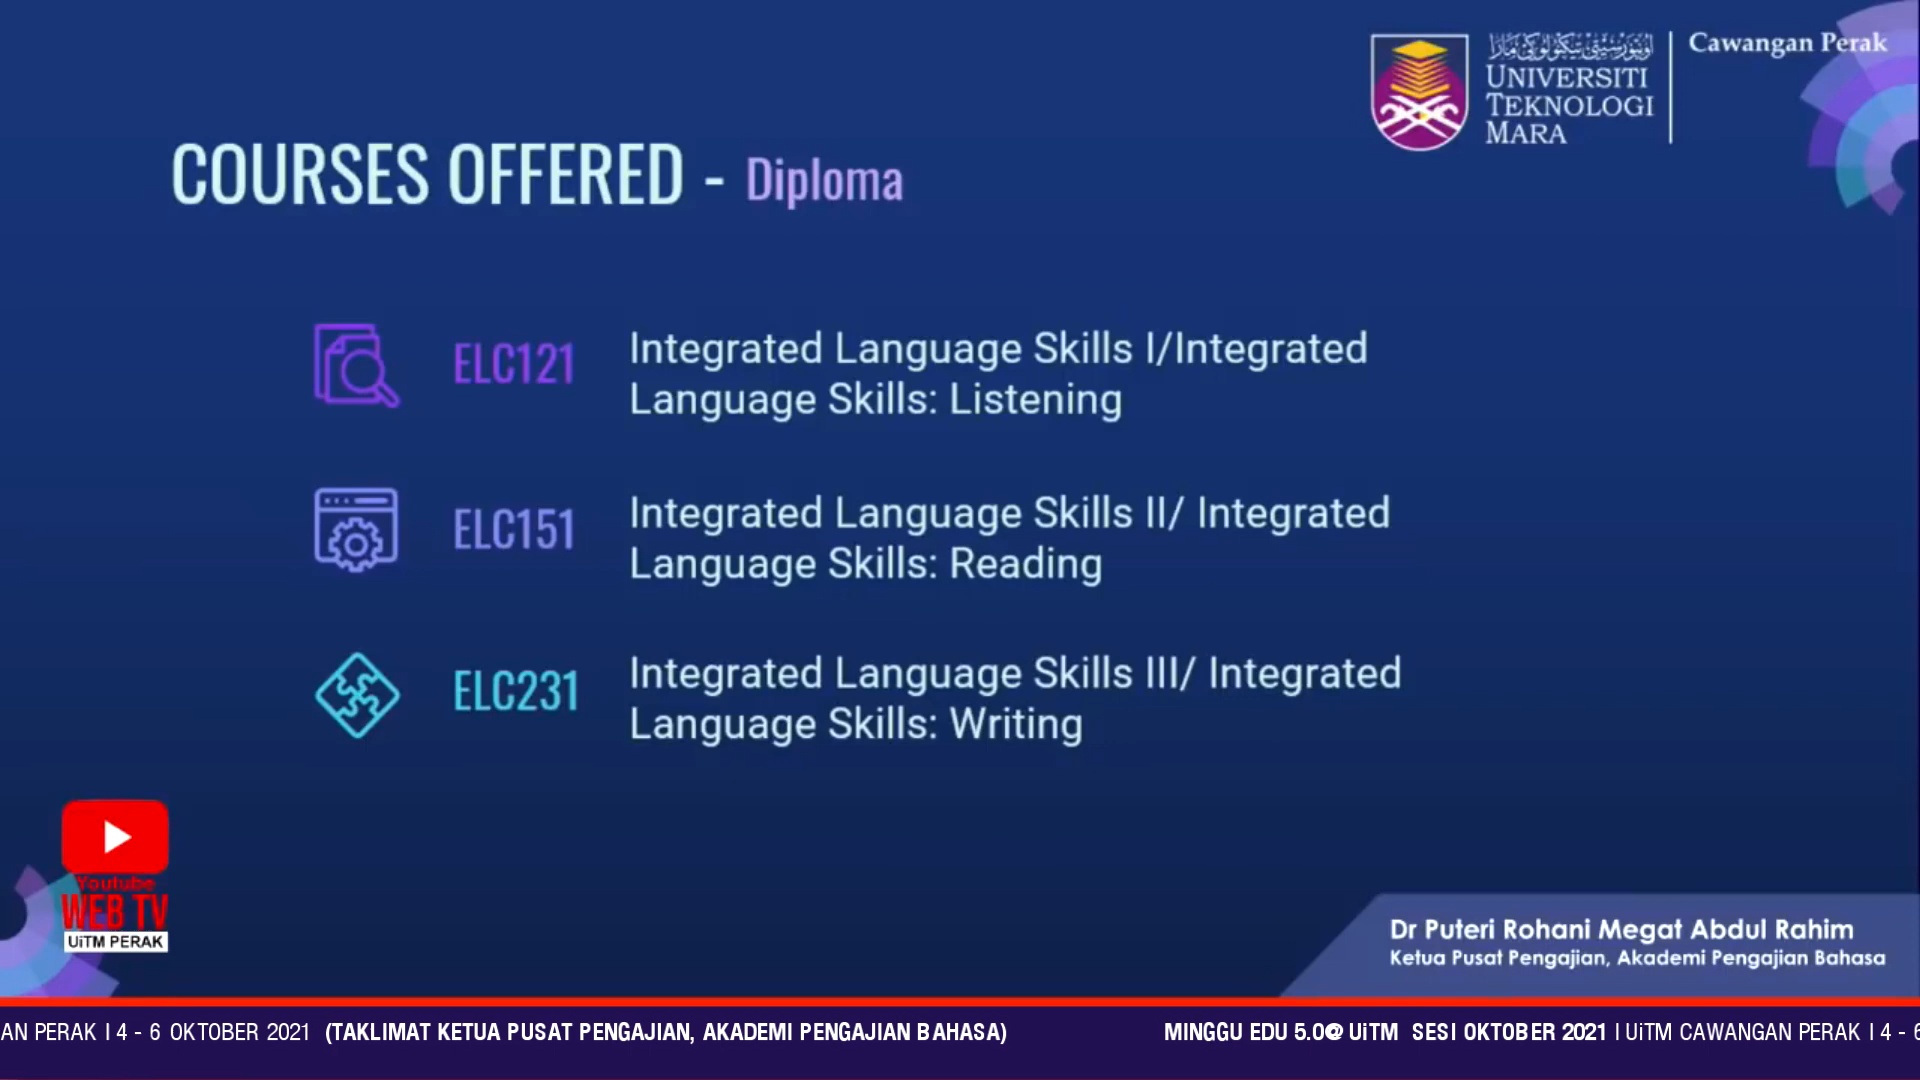 اونيۏرسيتي تيكنولوڬي مارا
UNIVERSITI
TEKNOLOGI
MARA
Cawangan Perak
COURSES OFFERED - Diploma
ELC121
Integrated Language Skills I/Integrated
Language Skills: Listening
ELC151
Integrated Language Skills II/ Integrated
Language Skills: Reading
ELC231
Integrated Language Skills III/ Integrated
Language Skills: Writing
Youtube
WEB TV
UiTM PERAK
Dr Puteri Rohani Megat Abdul Rahim
Ketua Pusat Pengajian, Akademi Pengajian Bahasa
AN PERAK I 4 - 6 OKTOBER 2021 (TAKLIMAT KETUA PUSAT PENGAJIAN, AKADEMI PENGAJIAN BAHASA) MINGGU EDU 5.0@ UiTM SESI OKTOBER 2021 I UiTM CAWANGAN PERAK I 4 - 6